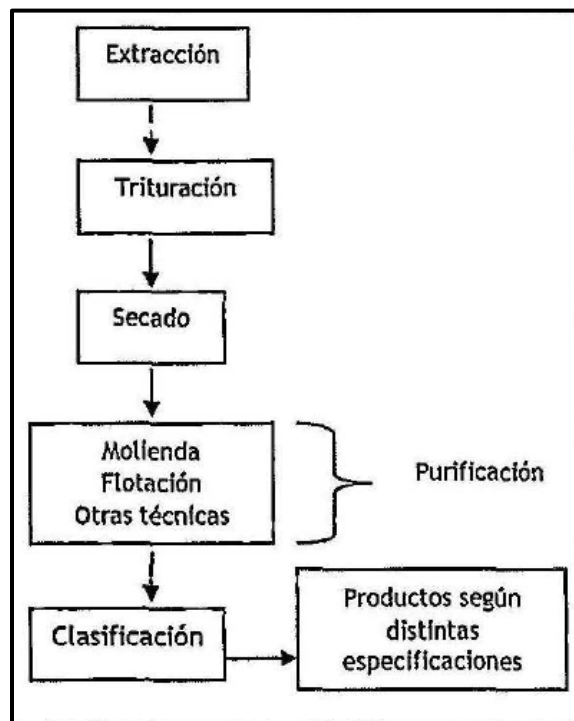 Extracción
Trituración
Secado
Molienda
Flotación
Otras técnicas
Purificación
Clasificación
Productos según
distintas
especificaciones